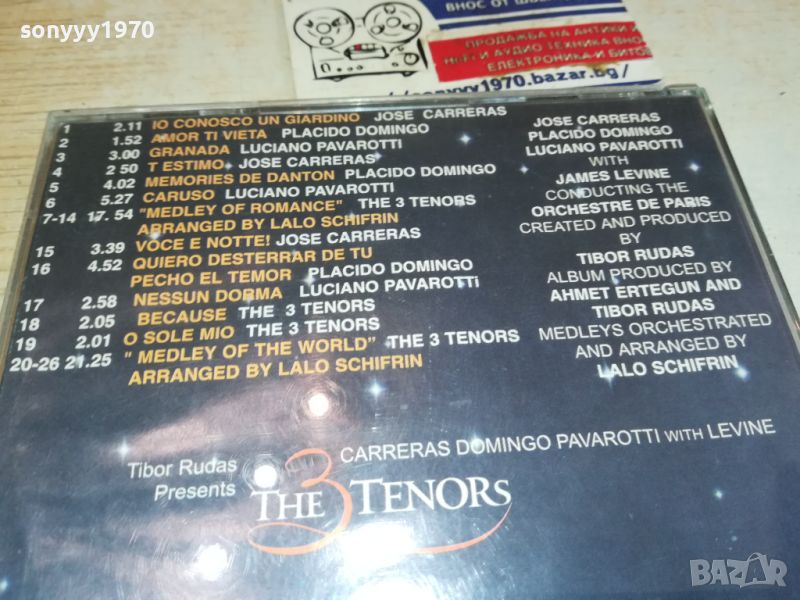 sonyyy1970
ВНОС ОТ
ПРОДАЖБА НА АНТИКИ
HI-FI И АУДИО ТЕХНИКА ВНОС
ЕЛЕКТРОНИКА И БИТОВ
sonyyy1970.bazar.bg/
1 2.11 IO CONOSCO UN GIARDINO JOSE CARRERAS
2 1.52 AMOR TI VIETA PLACIDO DOMINGO
3 3.00 GRANADA LUCIANO PAVAROTTI
4 2 50 T ESTIMO JOSE CARRERAS
5 4.02 MEMORIES DE DANTON PLACIDO DOMINGO
6 5.27 CARUSO LUCIANO PAVAROTTI
7-14 17. 54 "MEDLEY OF ROMANCE" THE 3 TENORS
ARRANGED BY LALO SCHIFRIN
15 3.39 VOCE E NOTTE! JOSE CARRERAS
16 4.52 QUIERO DESTERRAR DE TU
PECHO EL TEMOR PLACIDO DOMINGO
17 2.58 NESSUN DORMA LUCIANO PAVAROTTi
18 2.05 BECAUSE THE 3 TENORS
19 2.01 O SOLE MIO THE 3 TENORS
20-26 21.25 " MEDLEY OF THE WORLD" THE 3 TENORS
ARRANGED BY LALO SCHIFRIN
JOSE CARRERAS
PLACIDO DOMINGO
LUCIANO PAVAROTTI
WITH
JAMES LEVINE
CONDUCTING THE
ORCHESTRE DE PARIS
CREATED AND PRODUCED
BY
TIBOR RUDAS
ALBUM PRODUCED BY
AHMET ERTEGUN AND
TIBOR RUDAS
MEDLEYS ORCHESTRATED
AND ARRANGED BY
LALO SCHIFRIN
CARRERAS DOMINGO PAVAROTTI WITH LEVINE
Tibor Rudas
Presents
THE 3 TENORS
BAZAR